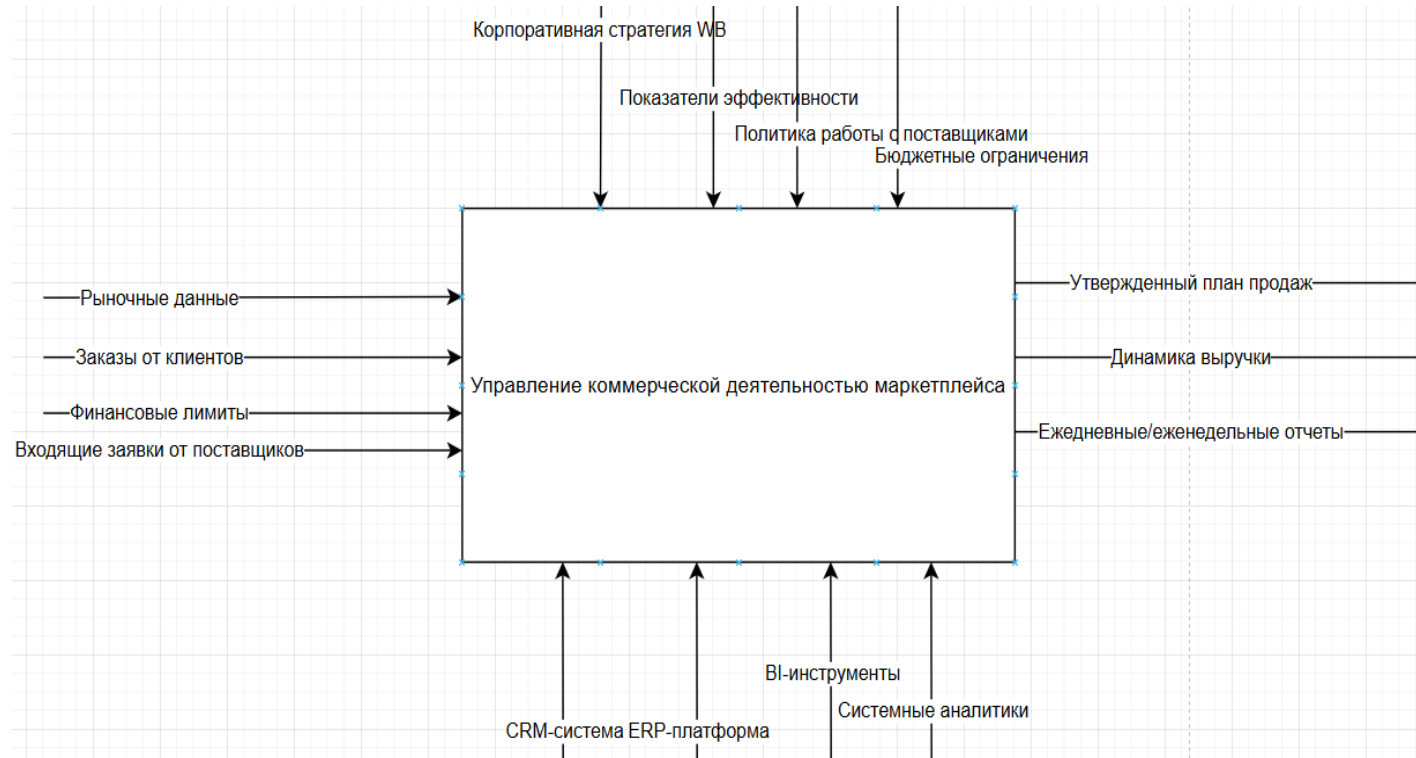 Корпоративная стратегия WB
Показатели эффективности
Политика работы с поставщиками
Бюджетные ограничения
Рыночные данные
Утвержденный план продаж
Заказы от клиентов
Динамика выручки
Управление коммерческой деятельностью маркетплейса
Финансовые лимиты
Ежедневные/еженедельные отчеты
Входящие заявки от поставщиков
BI-инструменты
Системные аналитики
CRM-система ERP-платформа